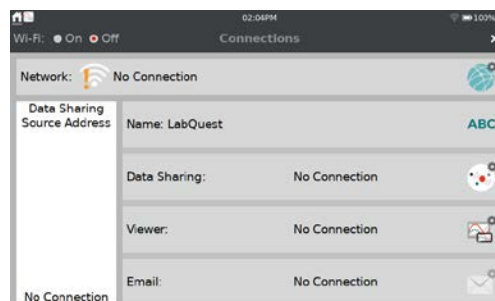 02:04PM 100%
Wi-Fi: On Off Connections
Network: No Connection
Data Sharing
Source Address
No Connection
Name: LabQuest ABC
Data Sharing: No Connection
Viewer: No Connection
Email: No Connection